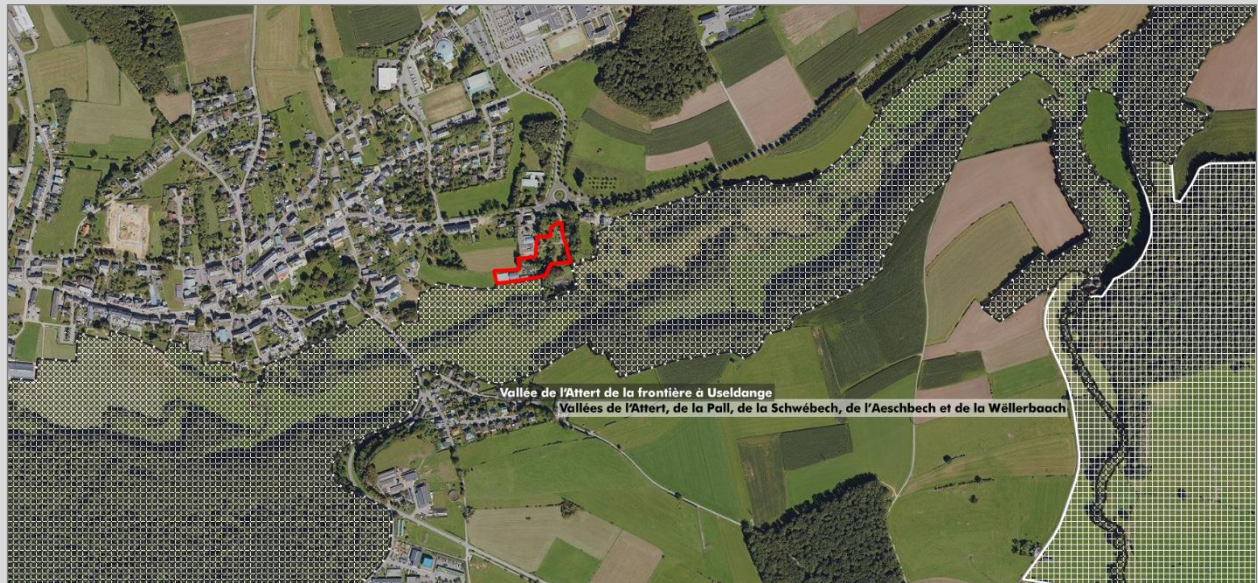 Vallée de l'Attert de la frontière à Useldange
Vallées de l'Attert, de la Pall, de la Schwébech, de l'Aeschbech et de la Wëllerbaach